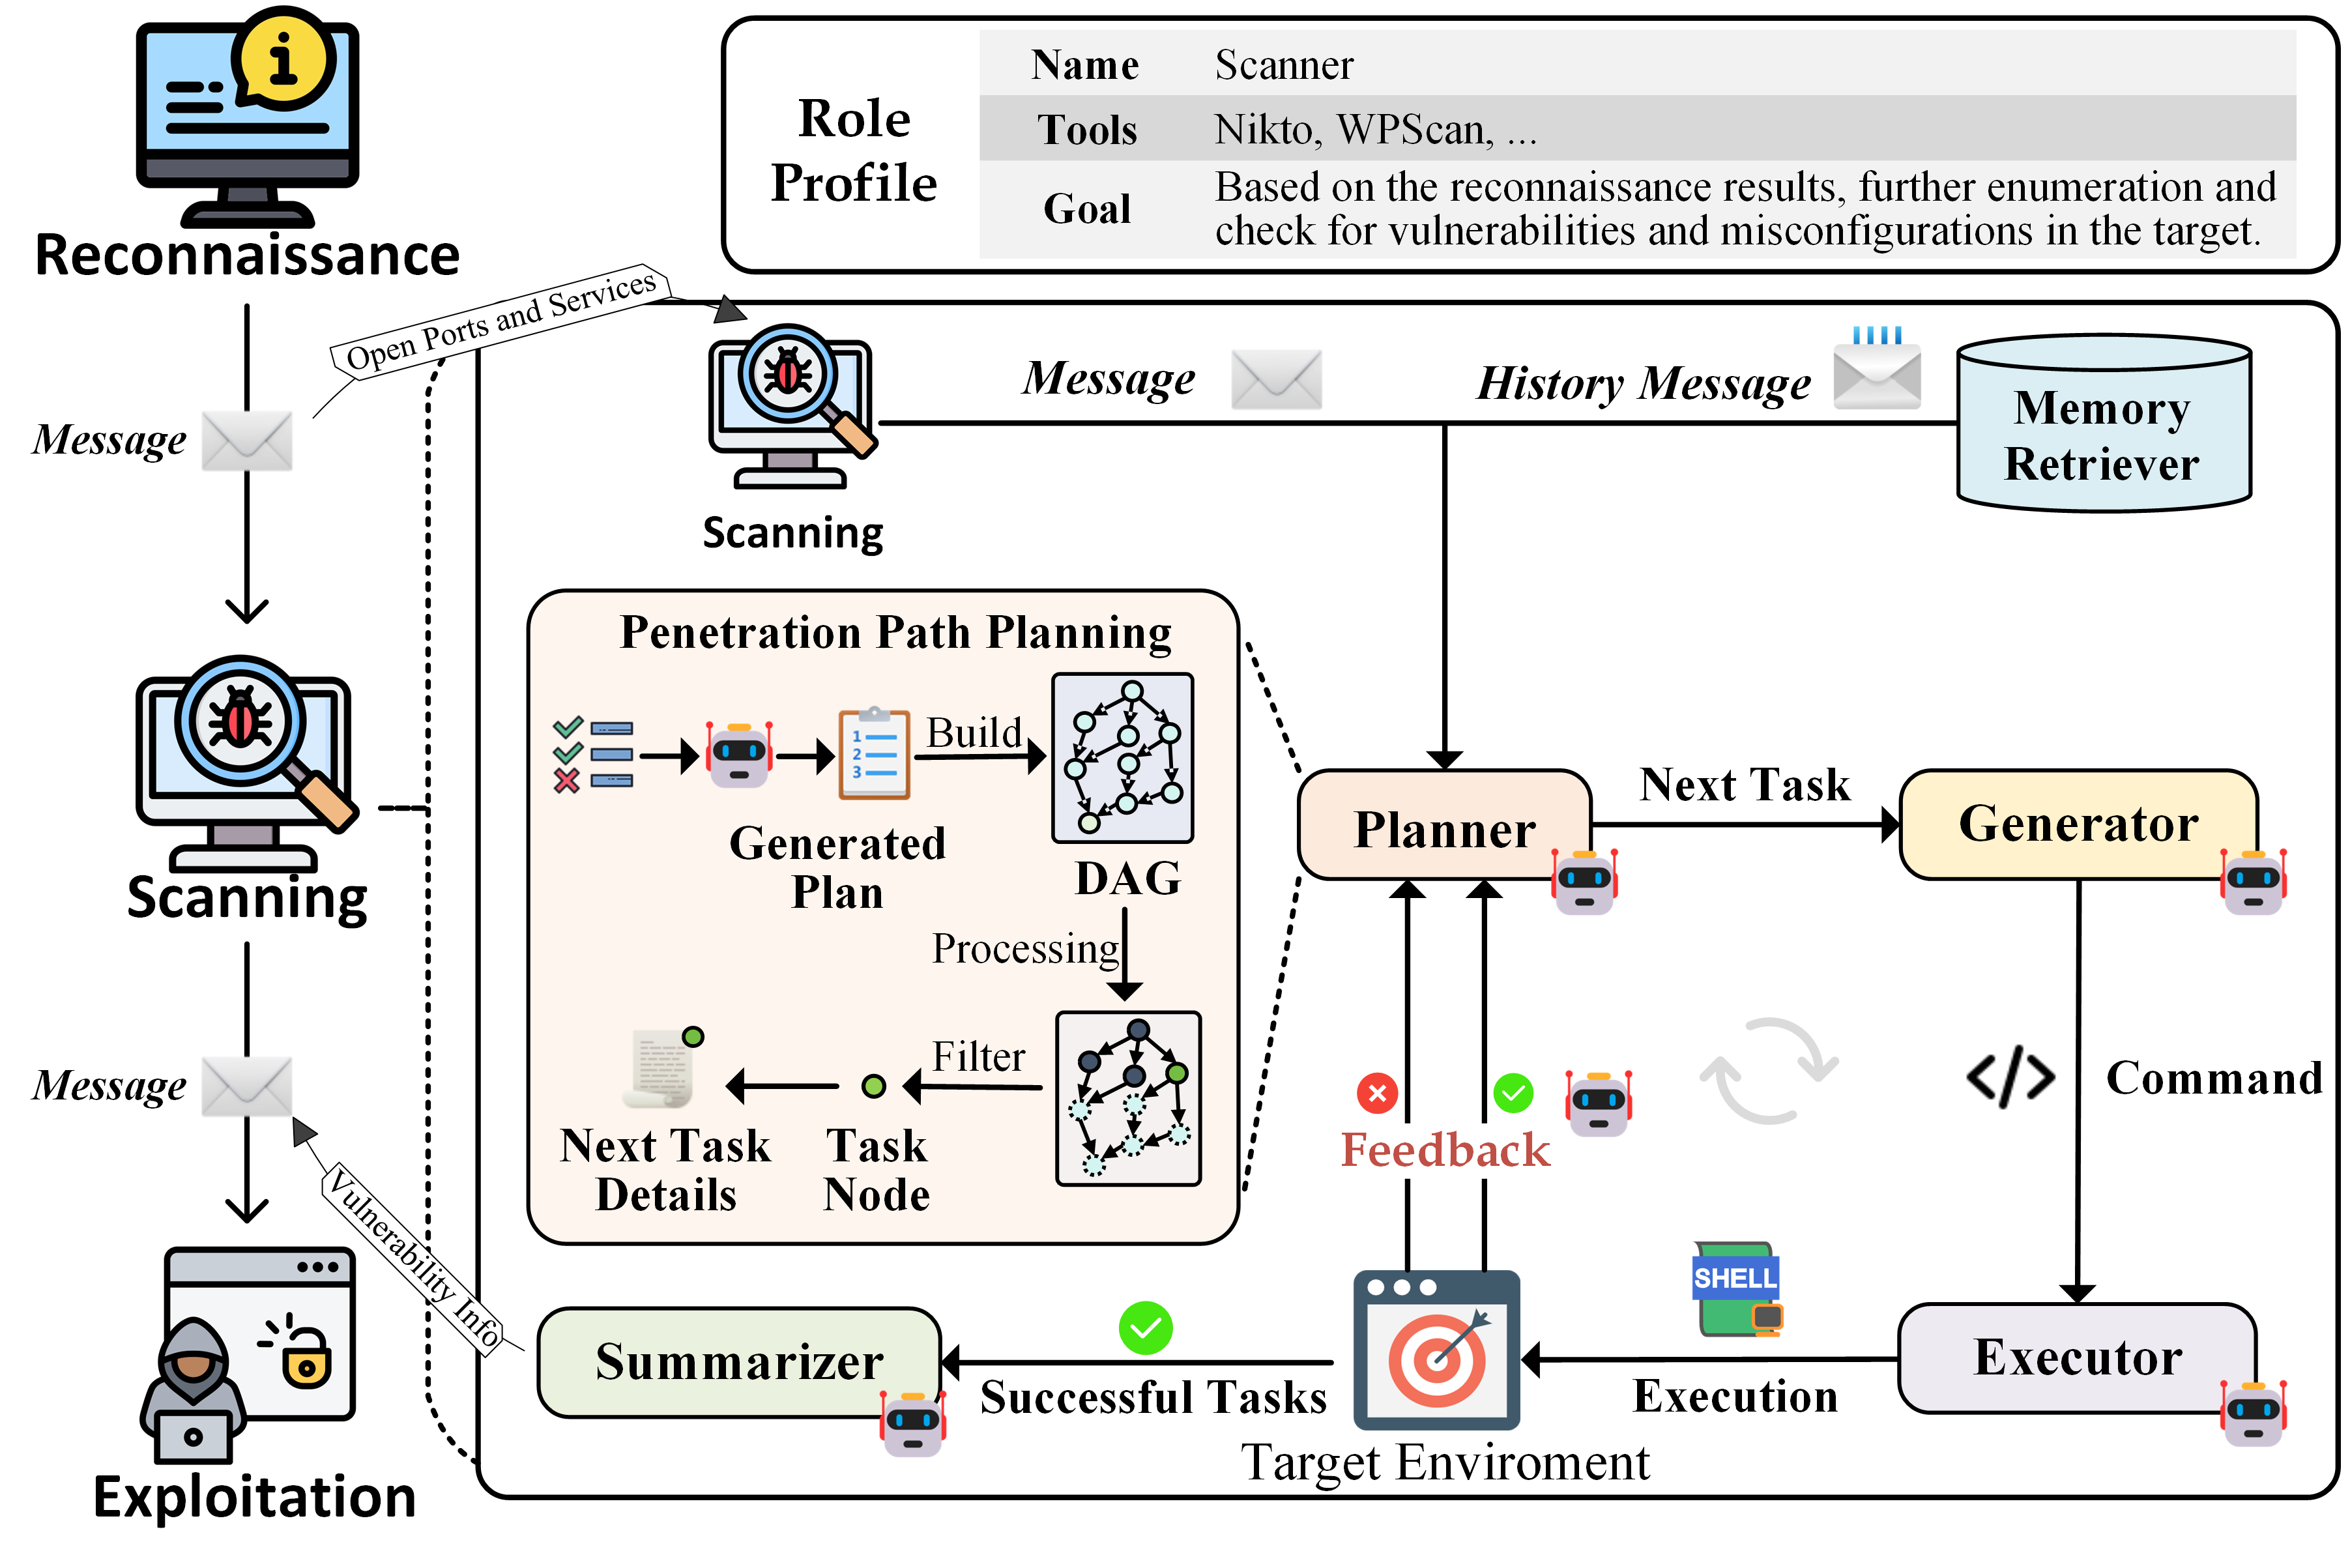 Reconnaissance
Message
Scanning
Message
Exploitation
Open Ports and Services
Vulnerability Info
Role
Profile
Name
Scanner
Tools
Nikto, WPScan, ...
Goal
Based on the reconnaissance results, further enumeration and
check for vulnerabilities and misconfigurations in the target.
Scanning
Message
History Message
Memory
Retriever
Penetration Path Planning
1
2
3
Build
Generated
Plan
DAG
Processing
Filter
Next Task
Details
Task
Node
Planner
Next Task
Generator
Command
Feedback
SHELL
Executor
Execution
Target Enviroment
Successful Tasks
Summarizer